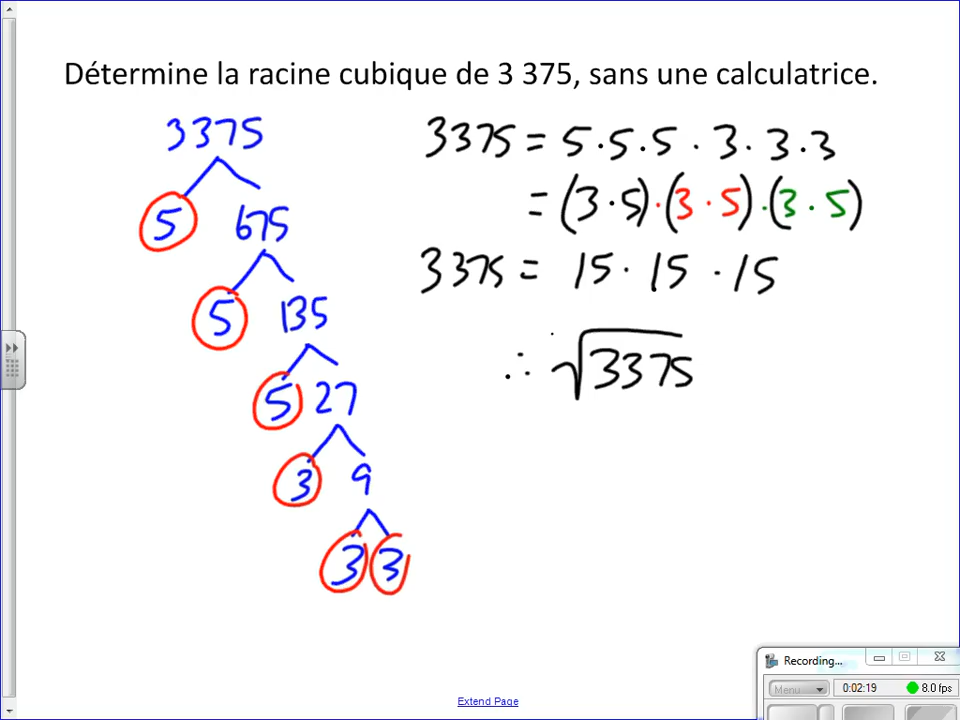 Détermine la racine cubique de 3 375, sans une calculatrice.
3375
5 675
5 135
5 27
3 9
3 3
3375 = 5 · 5 · 5 · 3 · 3 · 3
= (3 · 5) · (3 · 5) · (3 · 5)
3375 = 15 · 15 · 15
∴ √3375
Extend Page
Recording...
Menu
0:02:19
8.0 fps